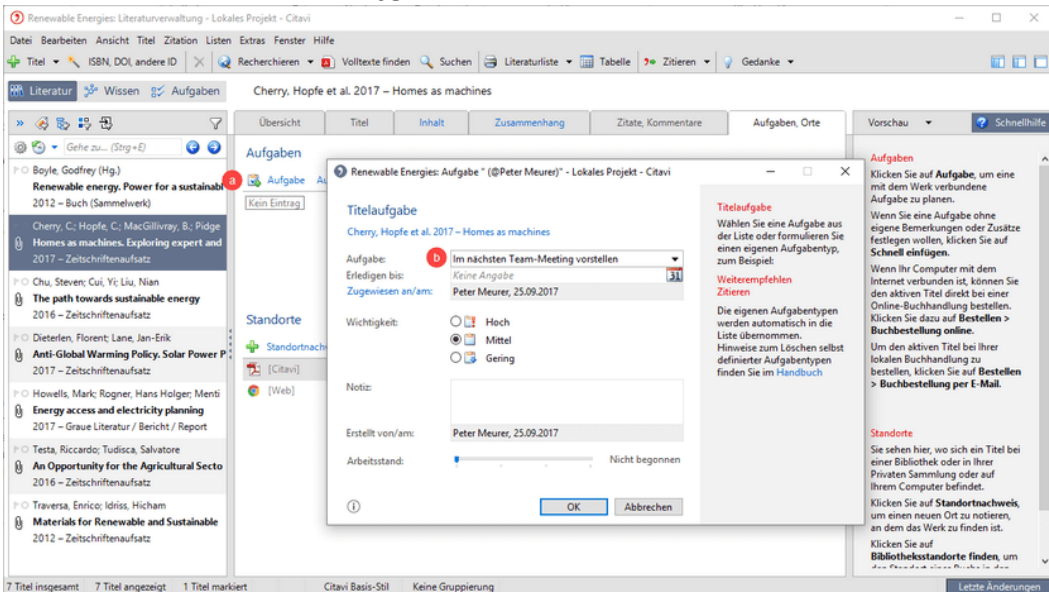 Renewable Energies: Literaturverwaltung - Lokales Projekt - Citavi
Datei Bearbeiten Ansicht Titel Zitation Listen Extras Fenster Hilfe
Titel ISBN, DOI, andere ID Recherchieren Volltexte finden Suchen Literaturliste Tabelle Zitieren Gedanke
Literatur Wissen Aufgaben Cherry, Hopfe et al. 2017 – Homes as machines
Übersicht Titel Inhalt Zusammenhang Zitate, Kommentare Aufgaben, Orte Vorschau Schnellhilfe
Gehe zu... (Strg+E)
Boyle, Godfrey (Hg.)
Renewable energy. Power for a sustainabl
2012 – Buch (Sammelwerk)
Cherry, C.; Hopfe, C.; MacGillivray, B.; Pidge
Homes as machines. Exploring expert and
2017 – Zeitschriftenaufsatz
Chu, Steven; Cui, Yi; Liu, Nian
The path towards sustainable energy
2016 – Zeitschriftenaufsatz
Dieterlen, Florent; Lane, Jan-Erik
Anti-Global Warming Policy. Solar Power P
2017 – Zeitschriftenaufsatz
Howells, Mark; Rogner, Hans Holger; Menti
Energy access and electricity planning
2017 – Graue Literatur / Bericht / Report
Testa, Riccardo; Tudisca, Salvatore
An Opportunity for the Agricultural Secto
2016 – Zeitschriftenaufsatz
Traversa, Enrico; Idriss, Hicham
Materials for Renewable and Sustainable
2012 – Zeitschriftenaufsatz
Aufgaben
a Aufgabe Au
Kein Eintrag
Standorte
Standortnach
[Citavi]
[Web]
Renewable Energies: Aufgabe " (@Peter Meurer)" - Lokales Projekt - Citavi
Titelaufgabe
Cherry, Hopfe et al. 2017 – Homes as machines
Aufgabe: b Im nächsten Team-Meeting vorstellen
Erledigen bis: Keine Angabe 31
Zugewiesen an/am: Peter Meurer, 25.09.2017
Wichtigkeit: Hoch
Mittel
Gering
Notiz:
Erstellt von/am: Peter Meurer, 25.09.2017
Arbeitsstand: Nicht begonnen
OK Abbrechen
Titelaufgabe
Wählen Sie eine Aufgabe aus
der Liste oder formulieren Sie
einen eigenen Aufgabentyp,
zum Beispiel:
Weiterempfehlen
Zitieren
Die eigenen Aufgabentypen
werden automatisch in die
Liste übernommen.
Hinweise zum Löschen selbst
definierter Aufgabentypen
finden Sie im Handbuch
Aufgaben
Klicken Sie auf Aufgabe, um eine
mit dem Werk verbundene
Aufgabe zu planen.
Wenn Sie eine Aufgabe ohne
eigene Bemerkungen oder Zusätze
festlegen wollen, klicken Sie auf
Schnell einfügen.
Wenn Ihr Computer mit dem
Internet verbunden ist, können Sie
den aktiven Titel direkt bei einer
Online-Buchhandlung bestellen.
Klicken Sie dazu auf Bestellen >
Buchbestellung online.
Um den aktiven Titel bei Ihrer
lokalen Buchhandlung zu
bestellen, klicken Sie auf Bestellen
> Buchbestellung per E-Mail.
Standorte
Sie sehen hier, wo sich ein Titel bei
einer Bibliothek oder in Ihrer
Privaten Sammlung oder auf
Ihrem Computer befindet.
Klicken Sie auf Standortnachweis,
um einen neuen Ort zu notieren,
an dem das Werk zu finden ist.
Klicken Sie auf
Bibliotheksstandorte finden, um
7 Titel insgesamt 7 Titel angezeigt 1 Titel markiert Citavi Basis-Stil Keine Gruppierung Letzte Änderungen